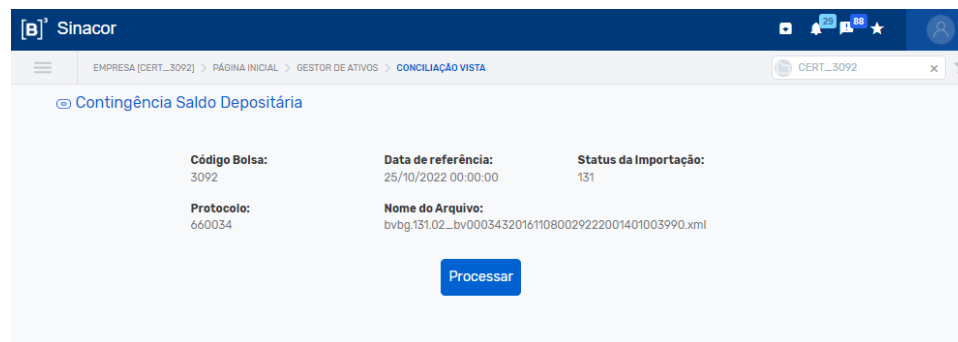 [B]³ Sinacor
29 88
EMPRESA [CERT_3092] > PÁGINA INICIAL > GESTOR DE ATIVOS > CONCILIAÇÃO VISTA
CERT_3092 ×
Contingência Saldo Depositária
Código Bolsa: Data de referência: Status da Importação:
3092 25/10/2022 00:00:00 131
Protocolo: Nome do Arquivo:
660034 bvbg.131.02_bv000343201611080029222001401003990.xml
Processar